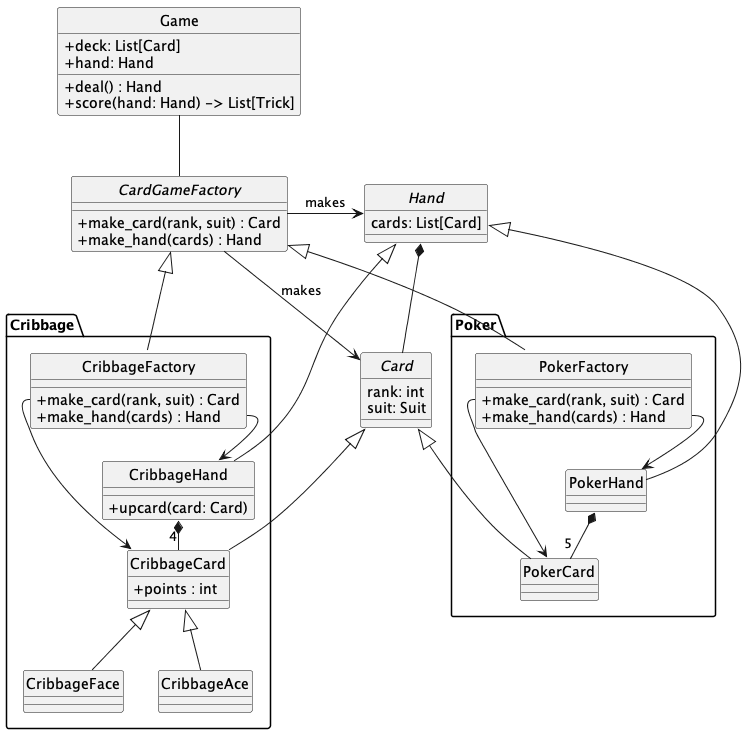 Game
+deck: List[Card]
+hand: Hand
+deal() : Hand
+score(hand: Hand) -> List[Trick]
CardGameFactory
+make_card(rank, suit) : Card
+make_hand(cards) : Hand
makes
Hand
cards: List[Card]
makes
Cribbage
CribbageFactory
+make_card(rank, suit) : Card
+make_hand(cards) : Hand
Card
rank: int
suit: Suit
Poker
PokerFactory
+make_card(rank, suit) : Card
+make_hand(cards) : Hand
CribbageHand
+upcard(card: Card)
4
CribbageCard
+points : int
PokerHand
5
PokerCard
CribbageFace
CribbageAce